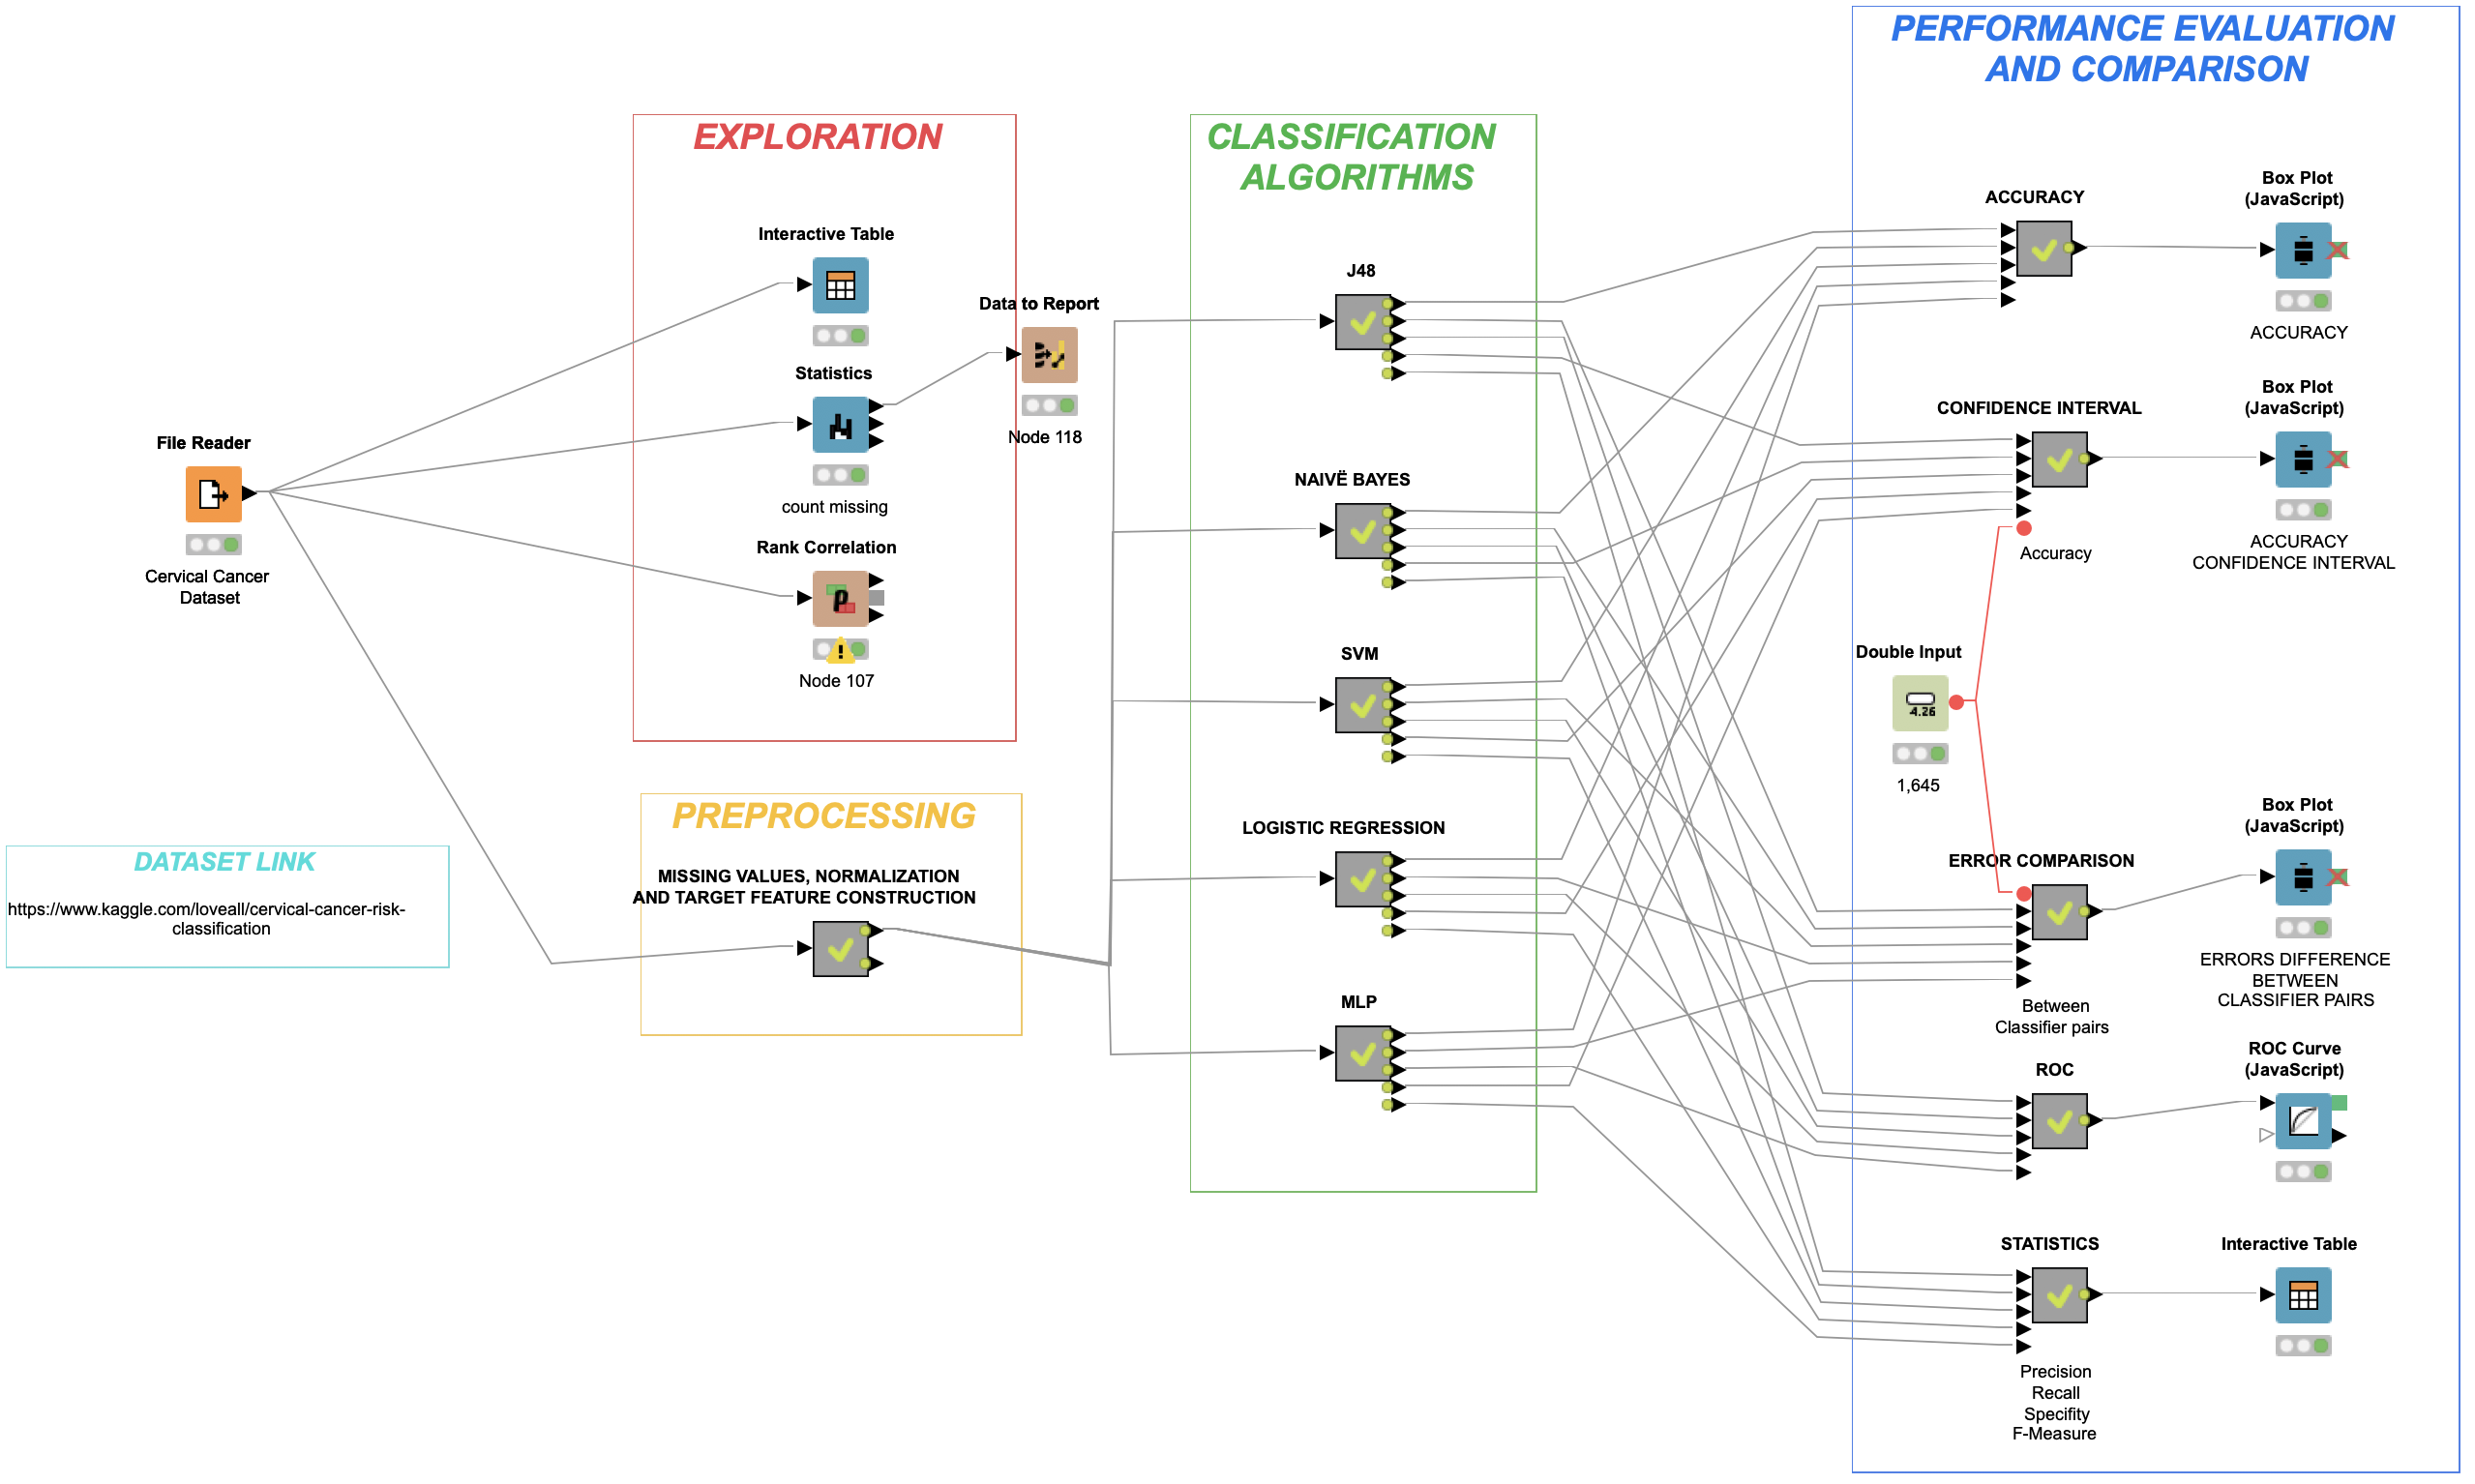 PERFORMANCE EVALUATION
AND COMPARISON
EXPLORATION
CLASSIFICATION
ALGORITHMS
Interactive Table
Data to Report
Node 118
Statistics
count missing
Rank Correlation
Node 107
File Reader
Cervical Cancer
Dataset
PREPROCESSING
MISSING VALUES, NORMALIZATION
AND TARGET FEATURE CONSTRUCTION
DATASET LINK
https://www.kaggle.com/loveall/cervical-cancer-risk-
classification
J48
NAIVË BAYES
SVM
LOGISTIC REGRESSION
MLP
ACCURACY
Box Plot
(JavaScript)
ACCURACY
CONFIDENCE INTERVAL
Accuracy
Box Plot
(JavaScript)
ACCURACY
CONFIDENCE INTERVAL
Double Input
4.26
1,645
ERROR COMPARISON
Between
Classifier pairs
Box Plot
(JavaScript)
ERRORS DIFFERENCE
BETWEEN
CLASSIFIER PAIRS
ROC
ROC Curve
(JavaScript)
STATISTICS
Precision
Recall
Specifity
F-Measure
Interactive Table